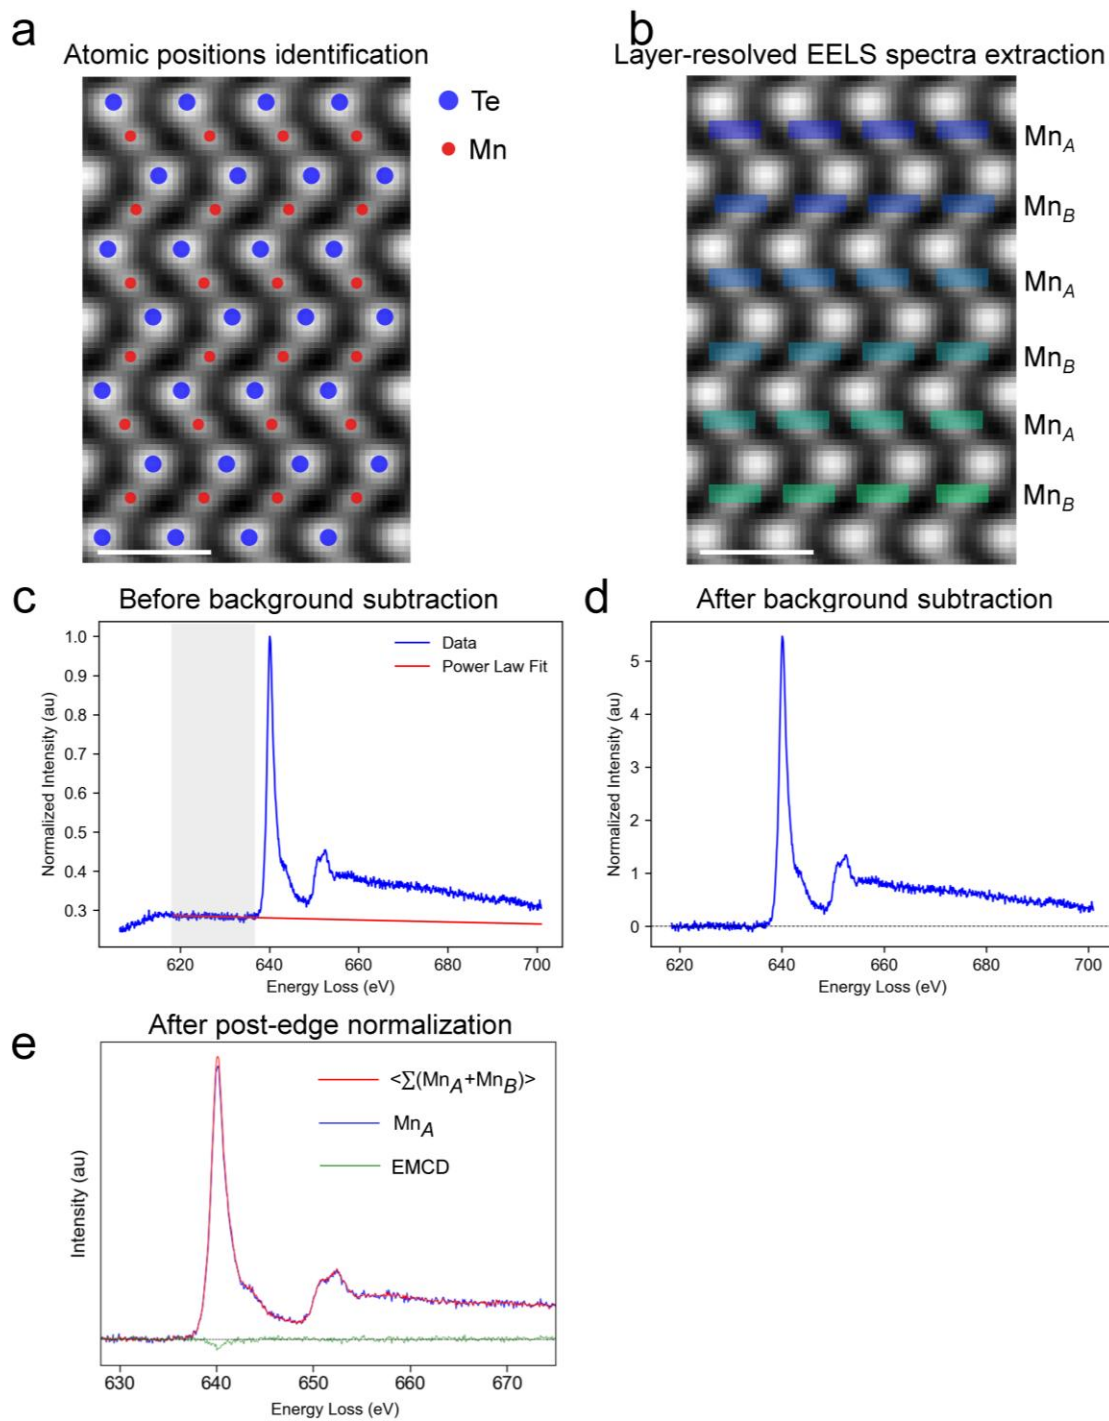 a
Atomic positions identification
Te
Mn
b
Layer-resolved EELS spectra extraction
MnA
MnB
MnA
MnB
MnA
MnB
c
Before background subtraction
Normalized Intensity (au)
1.0
0.9
0.8
0.7
0.6
0.5
0.4
0.3
Data
Power Law Fit
620
640
660
680
700
Energy Loss (eV)
d
After background subtraction
Normalized Intensity (au)
5
4
3
2
1
0
620
640
660
680
700
Energy Loss (eV)
e
After post-edge normalization
Intensity (au)
<∑(MnA+MnB)>
MnA
EMCD
630
640
650
660
670
Energy Loss (eV)